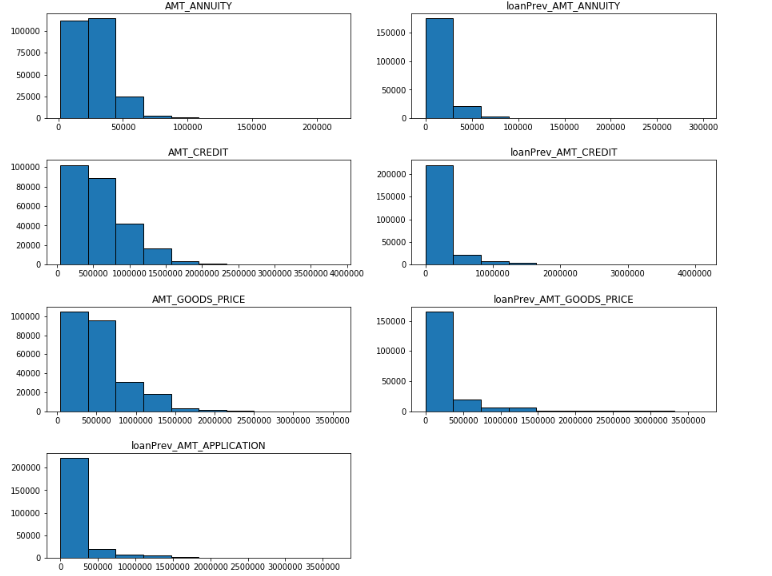 AMT_ANNUITY
100000
75000
50000
25000
0
0 50000 100000 150000 200000
loanPrev_AMT_ANNUITY
150000
100000
50000
0
0 50000 100000 150000 200000 250000 300000
AMT_CREDIT
100000
80000
60000
40000
20000
0
0 500000 1000000 1500000 2000000 2500000 3000000 3500000 4000000
loanPrev_AMT_CREDIT
200000
150000
100000
50000
0
0 1000000 2000000 3000000 4000000
AMT_GOODS_PRICE
100000
80000
60000
40000
20000
0
0 500000 1000000 1500000 2000000 2500000 3000000 3500000
loanPrev_AMT_GOODS_PRICE
150000
100000
50000
0
0 500000 1000000 1500000 2000000 2500000 3000000 3500000
loanPrev_AMT_APPLICATION
200000
150000
100000
50000
0
0 500000 1000000 1500000 2000000 2500000 3000000 3500000